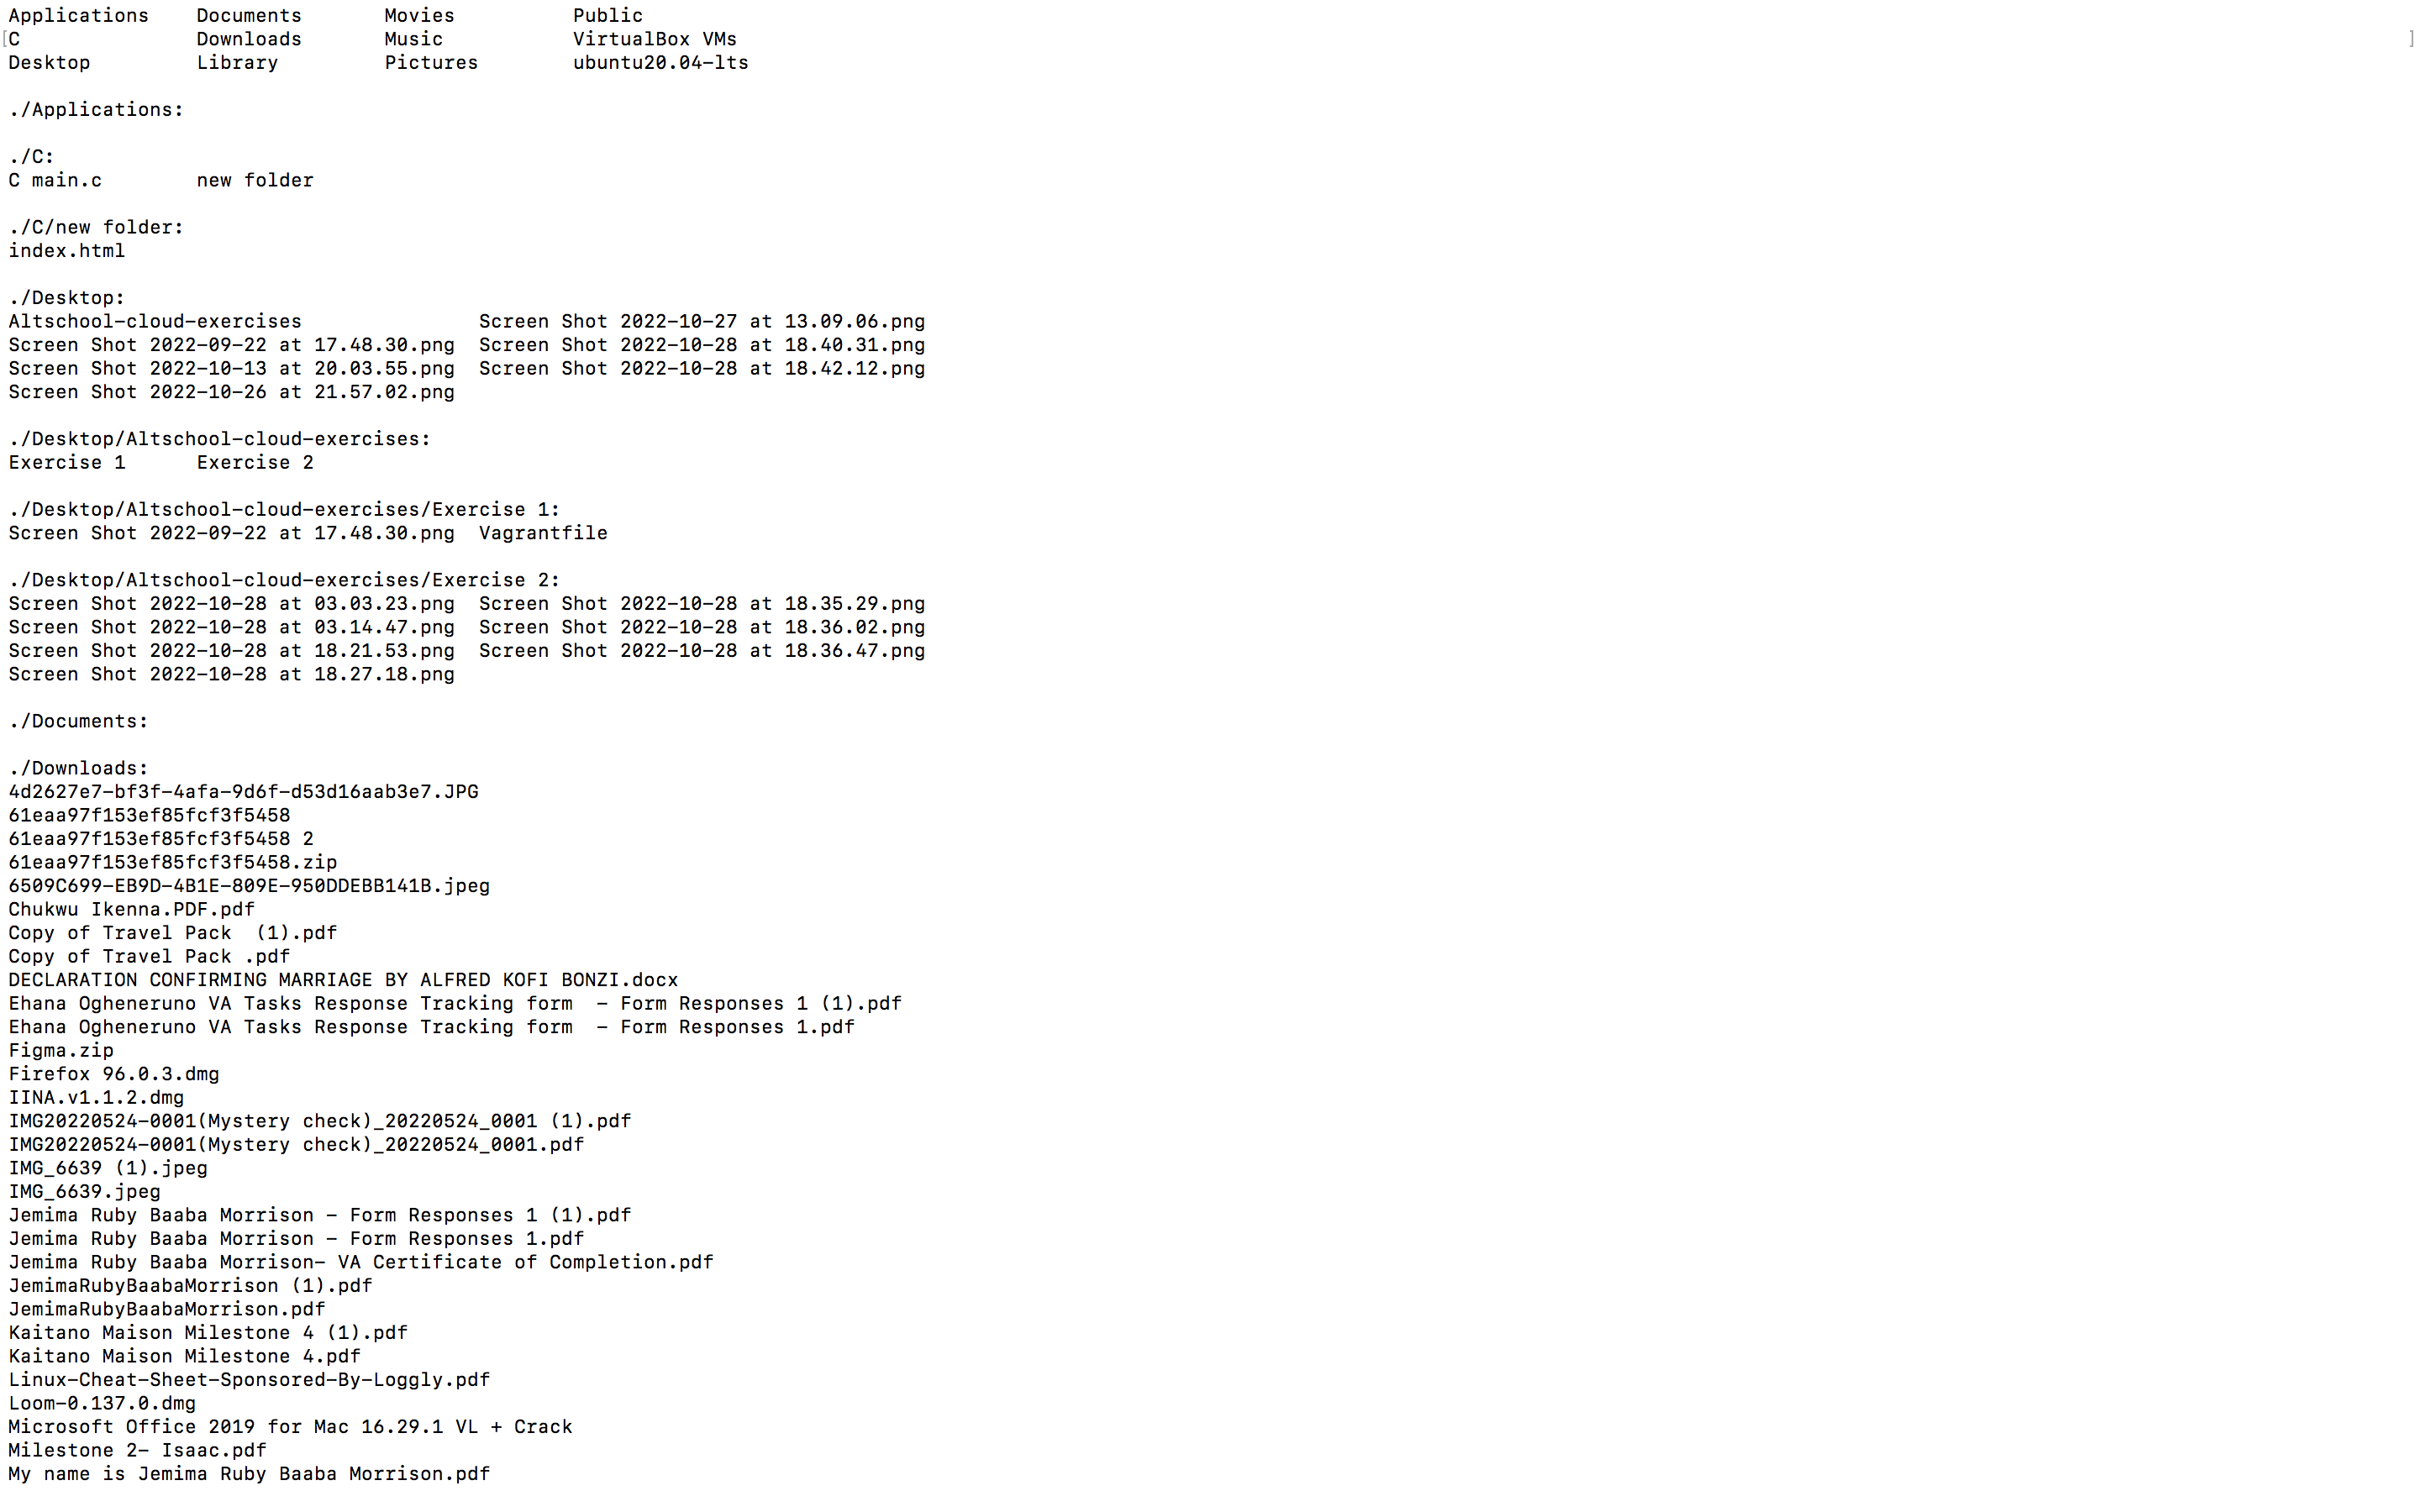 Applications    Documents       Movies          Public
[C               Downloads       Music           VirtualBox VMs ]
Desktop         Library         Pictures        ubuntu20.04-lts

./Applications:

./C:
C main.c        new folder

./C/new folder:
index.html

./Desktop:
Altschool-cloud-exercises               Screen Shot 2022-10-27 at 13.09.06.png
Screen Shot 2022-09-22 at 17.48.30.png  Screen Shot 2022-10-28 at 18.40.31.png
Screen Shot 2022-10-13 at 20.03.55.png  Screen Shot 2022-10-28 at 18.42.12.png
Screen Shot 2022-10-26 at 21.57.02.png

./Desktop/Altschool-cloud-exercises:
Exercise 1      Exercise 2

./Desktop/Altschool-cloud-exercises/Exercise 1:
Screen Shot 2022-09-22 at 17.48.30.png  Vagrantfile

./Desktop/Altschool-cloud-exercises/Exercise 2:
Screen Shot 2022-10-28 at 03.03.23.png  Screen Shot 2022-10-28 at 18.35.29.png
Screen Shot 2022-10-28 at 03.14.47.png  Screen Shot 2022-10-28 at 18.36.02.png
Screen Shot 2022-10-28 at 18.21.53.png  Screen Shot 2022-10-28 at 18.36.47.png
Screen Shot 2022-10-28 at 18.27.18.png

./Documents:

./Downloads:
4d2627e7-bf3f-4afa-9d6f-d53d16aab3e7.JPG
61eaa97f153ef85fcf3f5458
61eaa97f153ef85fcf3f5458 2
61eaa97f153ef85fcf3f5458.zip
6509C699-EB9D-4B1E-809E-950DDEBB141B.jpeg
Chukwu Ikenna.PDF.pdf
Copy of Travel Pack  (1).pdf
Copy of Travel Pack .pdf
DECLARATION CONFIRMING MARRIAGE BY ALFRED KOFI BONZI.docx
Ehana Ogheneruno VA Tasks Response Tracking form  - Form Responses 1 (1).pdf
Ehana Ogheneruno VA Tasks Response Tracking form  - Form Responses 1.pdf
Figma.zip
Firefox 96.0.3.dmg
IINA.v1.1.2.dmg
IMG20220524-0001(Mystery check)_20220524_0001 (1).pdf
IMG20220524-0001(Mystery check)_20220524_0001.pdf
IMG_6639 (1).jpeg
IMG_6639.jpeg
Jemima Ruby Baaba Morrison - Form Responses 1 (1).pdf
Jemima Ruby Baaba Morrison - Form Responses 1.pdf
Jemima Ruby Baaba Morrison- VA Certificate of Completion.pdf
JemimaRubyBaabaMorrison (1).pdf
JemimaRubyBaabaMorrison.pdf
Kaitano Maison Milestone 4 (1).pdf
Kaitano Maison Milestone 4.pdf
Linux-Cheat-Sheet-Sponsored-By-Loggly.pdf
Loom-0.137.0.dmg
Microsoft Office 2019 for Mac 16.29.1 VL + Crack
Milestone 2- Isaac.pdf
My name is Jemima Ruby Baaba Morrison.pdf